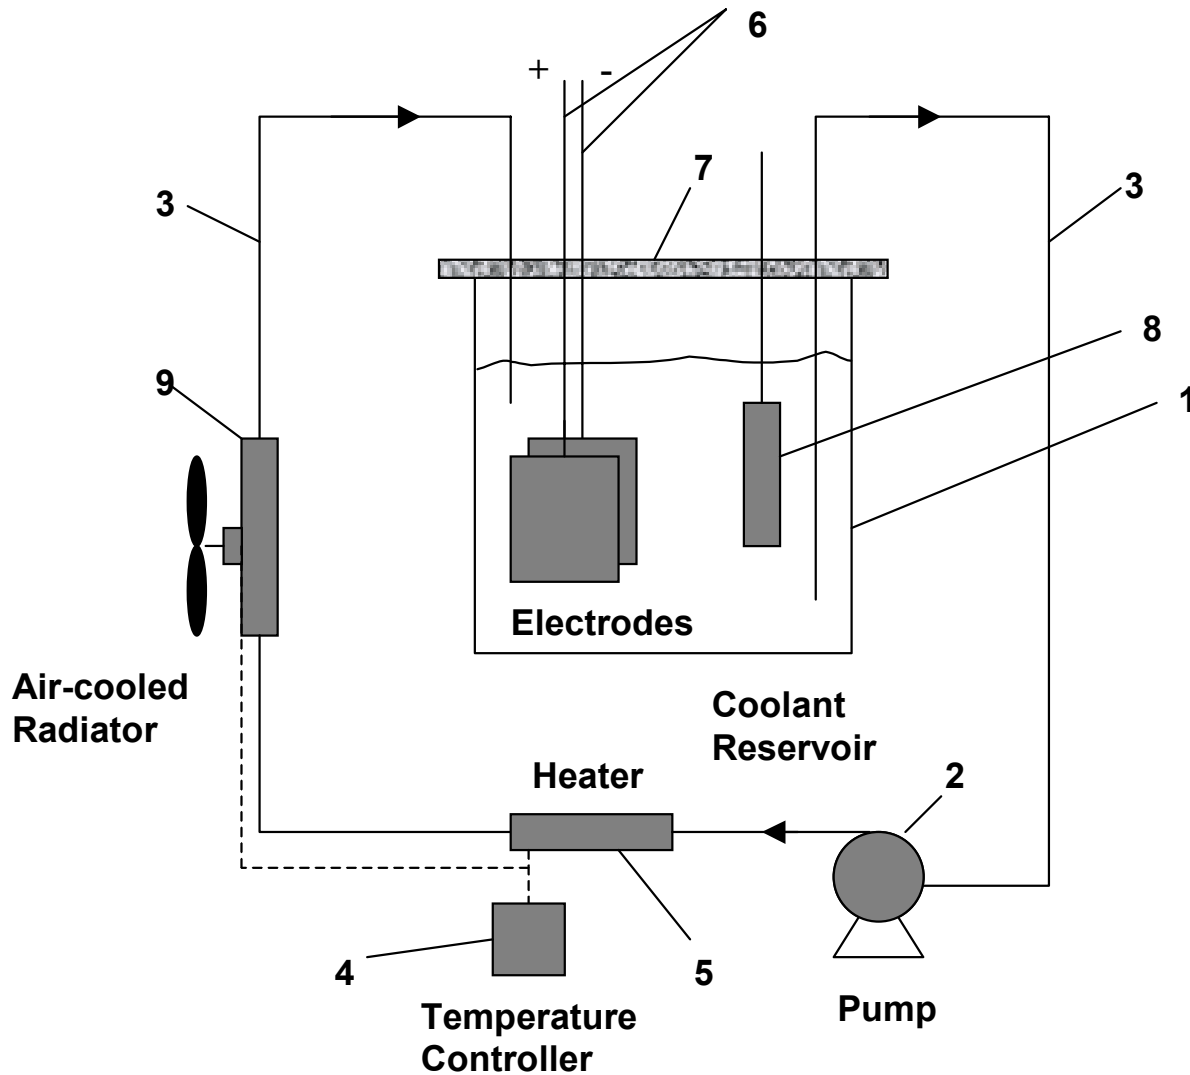 6
+ -
7
3
3
8
9
1
Electrodes
Air-cooled
Radiator
Coolant
Reservoir
Heater
2
4
5
Pump
Temperature
Controller